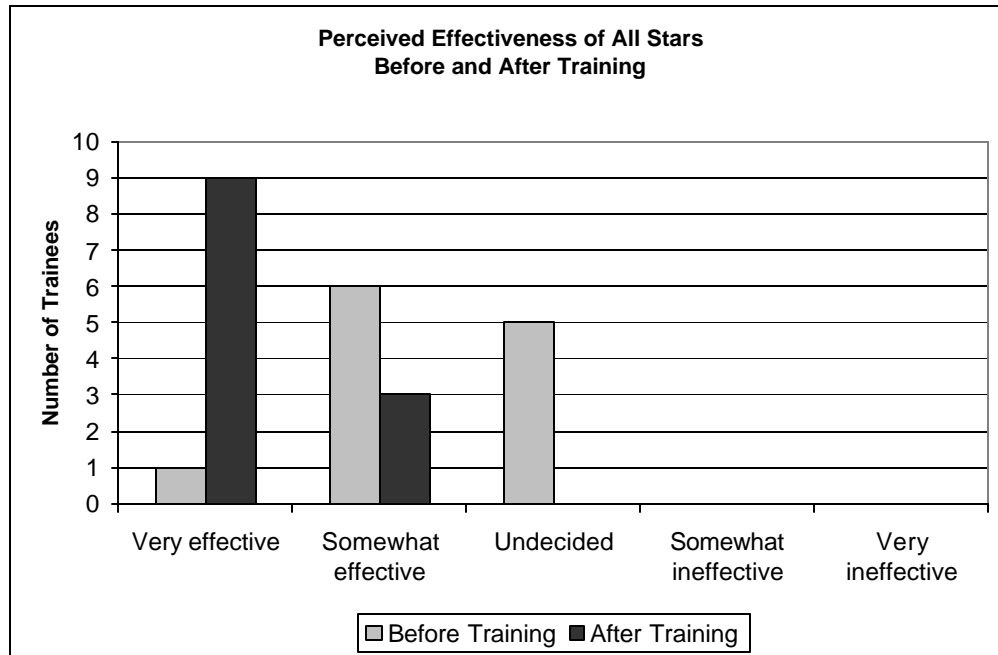 Perceived Effectiveness of All Stars
Before and After Training
10
9
8
7
6
5
4
3
2
1
0
Number of Trainees
Very effective
Somewhat
effective
Undecided
Somewhat
ineffective
Very
ineffective
Before Training
After Training